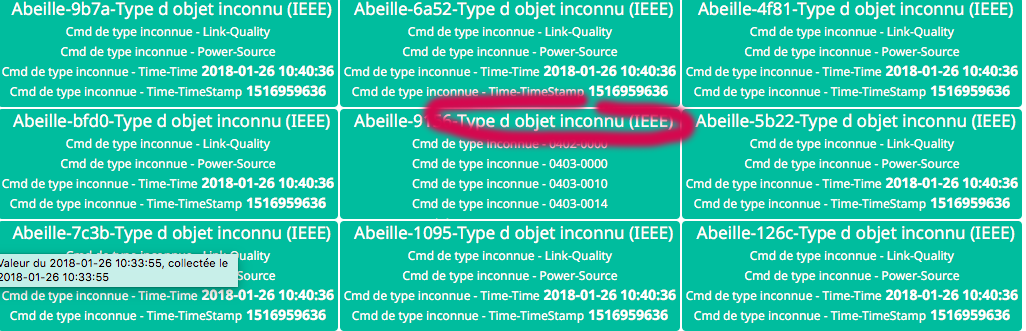 Abeille-9b7a-Type d objet inconnu (IEEE)
Cmd de type inconnue - Link-Quality
Cmd de type inconnue - Power-Source
Cmd de type inconnue - Time-Time 2018-01-26 10:40:36
Cmd de type inconnue - Time-TimeStamp 1516959636
Abeille-6a52-Type d objet inconnu (IEEE)
Cmd de type inconnue - Link-Quality
Cmd de type inconnue - Power-Source
Cmd de type inconnue - Time-Time 2018-01-26 10:40:36
Cmd de type inconnue - Time-TimeStamp 1516959636
Abeille-4f81-Type d objet inconnu (IEEE)
Cmd de type inconnue - Link-Quality
Cmd de type inconnue - Power-Source
Cmd de type inconnue - Time-Time 2018-01-26 10:40:36
Cmd de type inconnue - Time-TimeStamp 1516959636
Abeille-bfd0-Type d objet inconnu (IEEE)
Cmd de type inconnue - Link-Quality
Cmd de type inconnue - Power-Source
Cmd de type inconnue - Time-Time 2018-01-26 10:40:36
Cmd de type inconnue - Time-TimeStamp 1516959636
Type d objet inconnu (IEEE)
Cmd de type inconnue - 0402-0000
Cmd de type inconnue - 0403-0000
Cmd de type inconnue - 0403-0010
Cmd de type inconnue - 0403-0014
Abeille-5b22-Type d objet inconnu (IEEE)
Cmd de type inconnue - Link-Quality
Cmd de type inconnue - Power-Source
Cmd de type inconnue - Time-Time 2018-01-26 10:40:36
Cmd de type inconnue - Time-TimeStamp 1516959636
Abeille-7c3b-Type d objet inconnu (IEEE)
Valeur du 2018-01-26 10:33:55, collectée le
2018-01-26 10:33:55
Cmd de type inconnue - Time-Time 2018-01-26 10:40:36
Cmd de type inconnue - Time-TimeStamp 1516959636
Abeille-1095-Type d objet inconnu (IEEE)
Cmd de type inconnue - Link-Quality
Cmd de type inconnue - Power-Source
Cmd de type inconnue - Time-Time 2018-01-26 10:40:36
Cmd de type inconnue - Time-TimeStamp 1516959636
Abeille-126c-Type d objet inconnu (IEEE)
Cmd de type inconnue - Link-Quality
Cmd de type inconnue - Power-Source
Cmd de type inconnue - Time-Time 2018-01-26 10:40:36
Cmd de type inconnue - Time-TimeStamp 1516959636